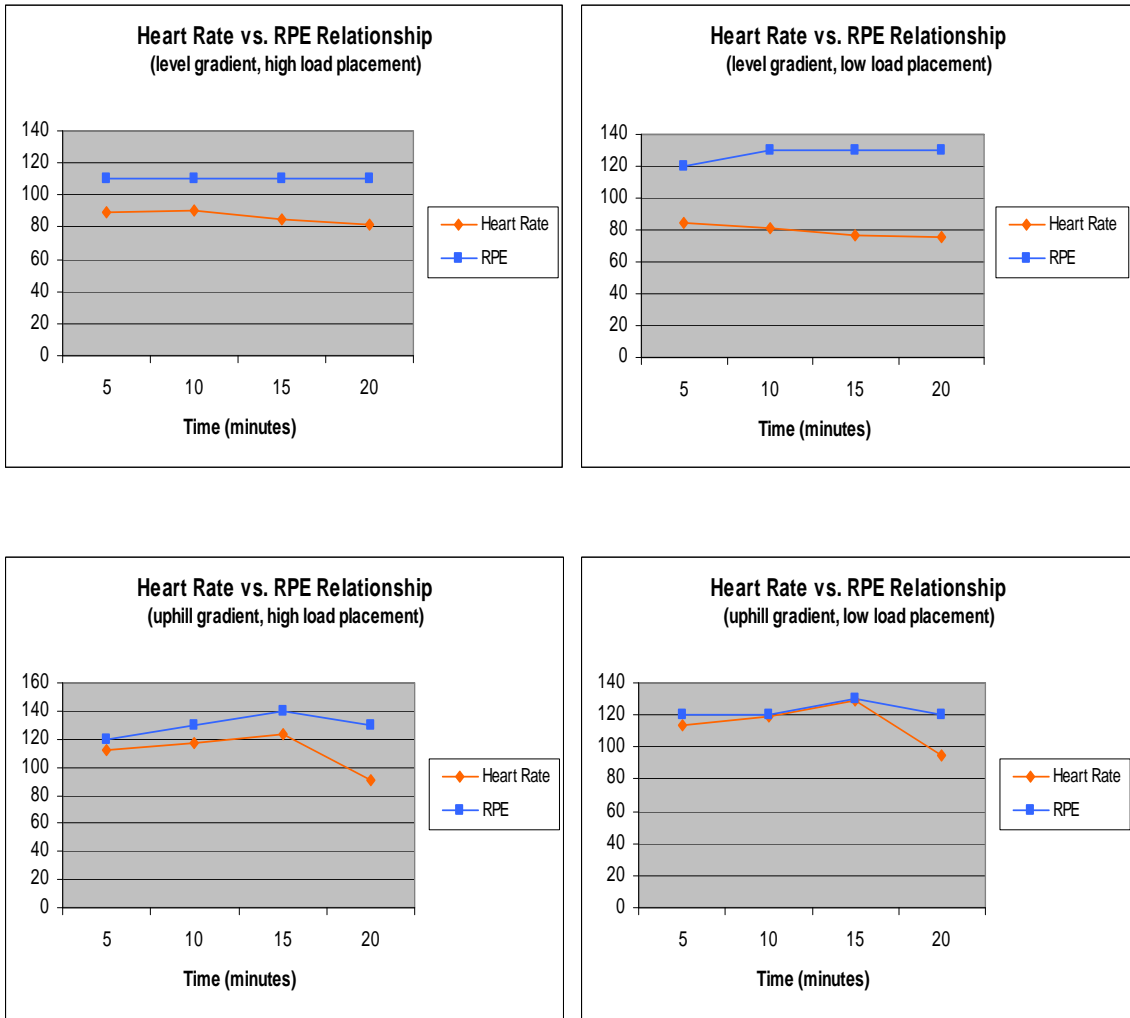 Heart Rate vs. RPE Relationship
(level gradient, high load placement)
140
120
100
80
60
40
20
0
5 10 15 20
Time (minutes)
Heart Rate
RPE
Heart Rate vs. RPE Relationship
(level gradient, low load placement)
140
120
100
80
60
40
20
0
5 10 15 20
Time (minutes)
Heart Rate
RPE
Heart Rate vs. RPE Relationship
(uphill gradient, high load placement)
160
140
120
100
80
60
40
20
0
5 10 15 20
Time (minutes)
Heart Rate
RPE
Heart Rate vs. RPE Relationship
(uphill gradient, low load placement)
140
120
100
80
60
40
20
0
5 10 15 20
Time (minutes)
Heart Rate
RPE